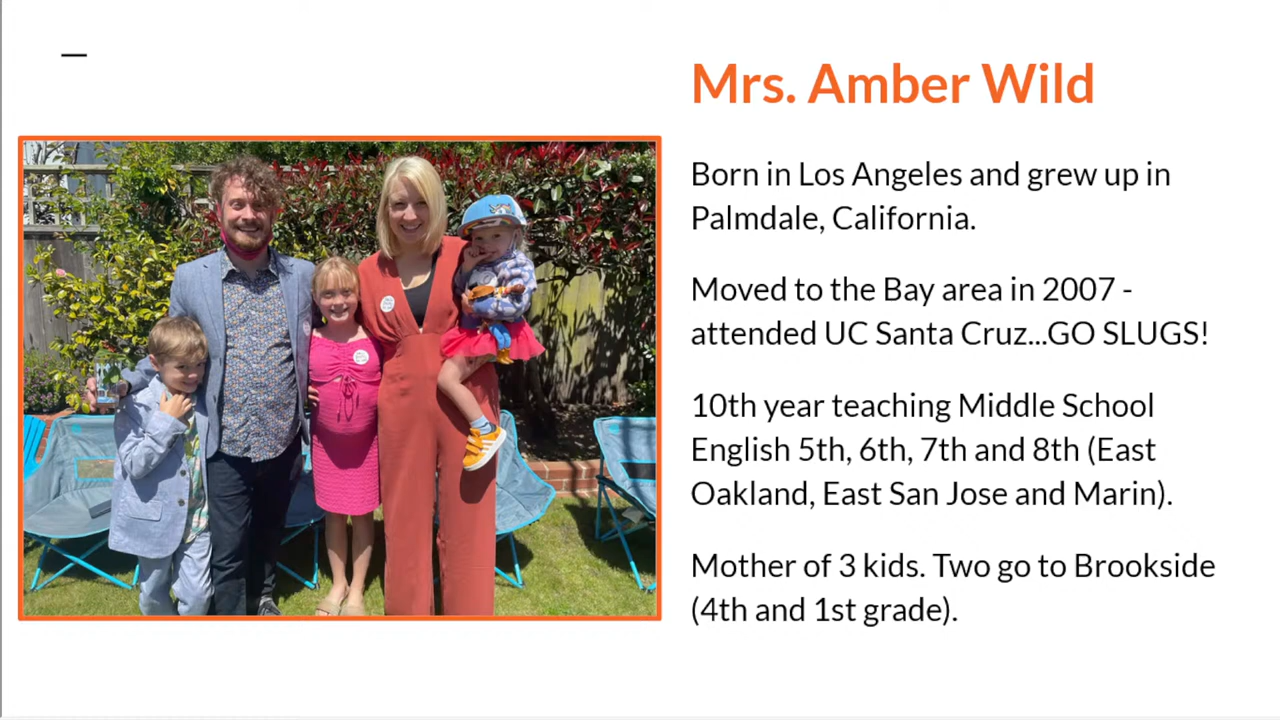 Mrs. Amber Wild
Born in Los Angeles and grew up in
Palmdale, California.
Moved to the Bay area in 2007 -
attended UC Santa Cruz...GO SLUGS!
10th year teaching Middle School
English 5th, 6th, 7th and 8th (East
Oakland, East San Jose and Marin).
Mother of 3 kids. Two go to Brookside
(4th and 1st grade).